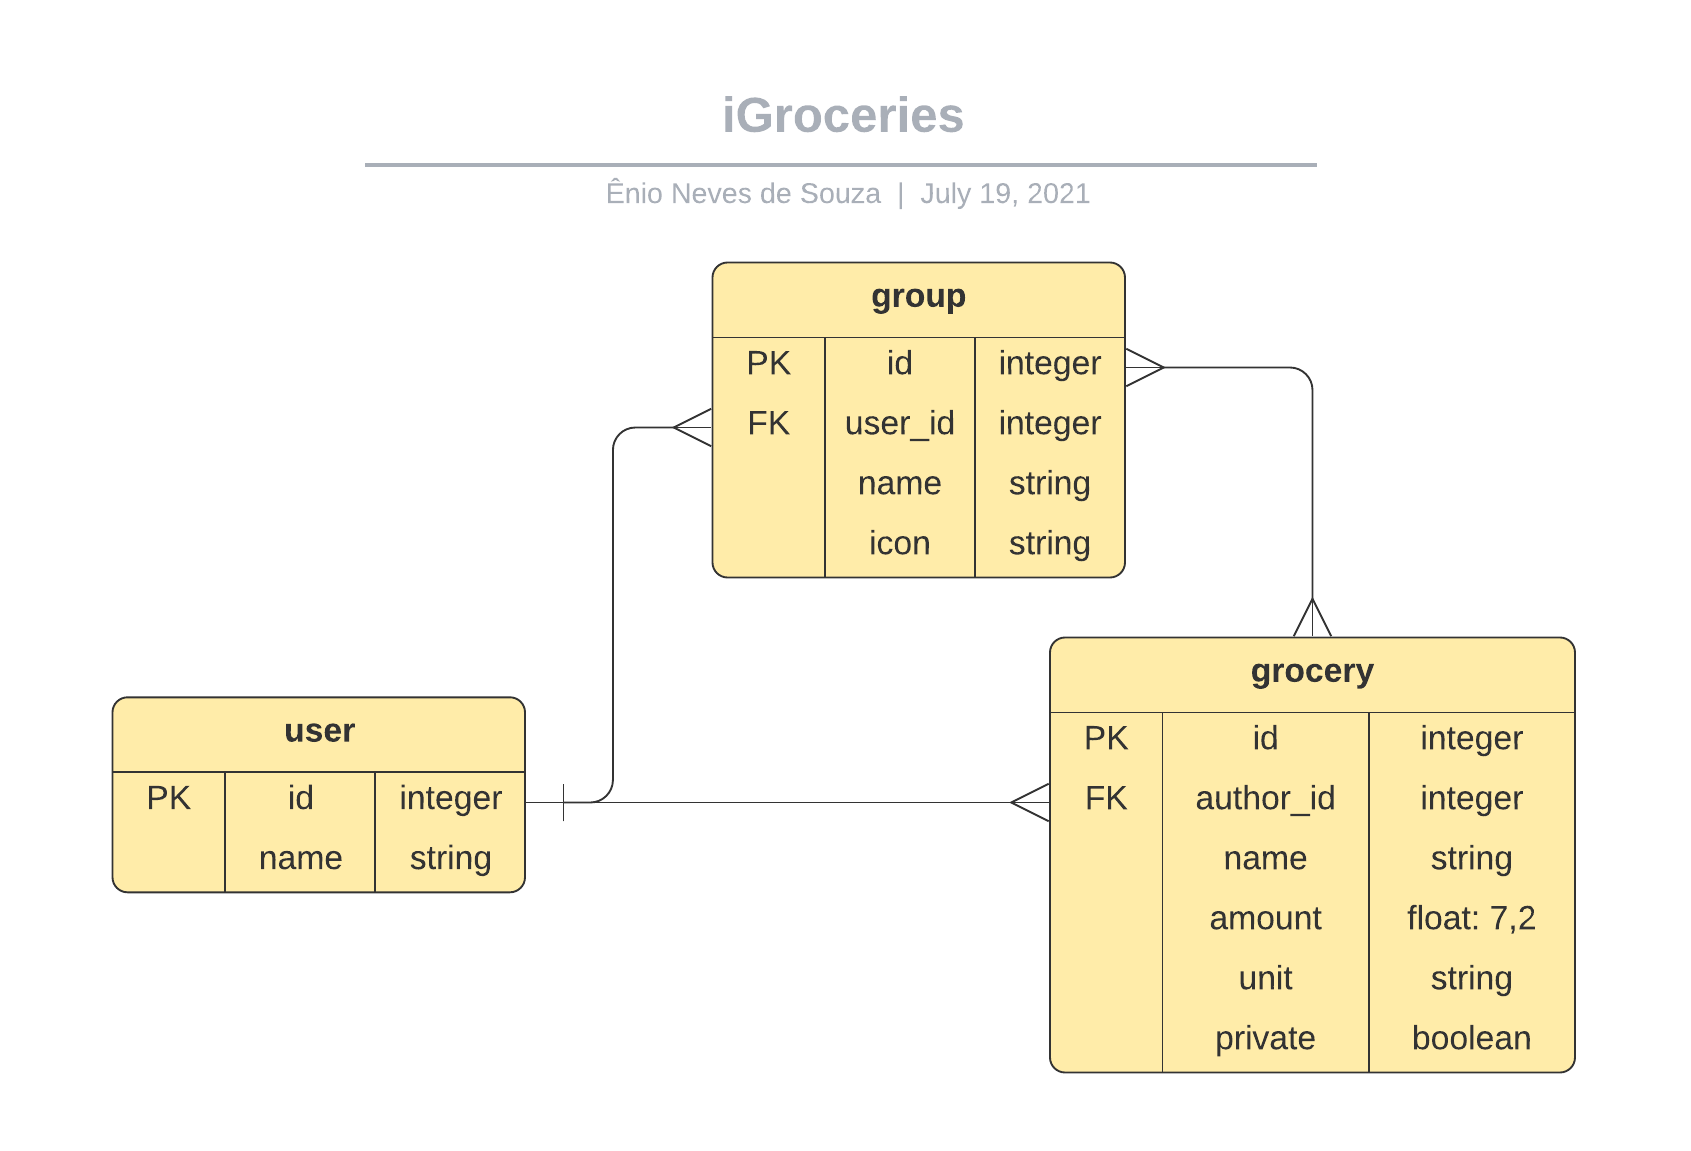 iGroceries
Ênio Neves de Souza | July 19, 2021
group
PK id integer
FK user_id integer
name string
icon string
user
PK id integer
name string
grocery
PK id integer
FK author_id integer
name string
amount float: 7,2
unit string
private boolean